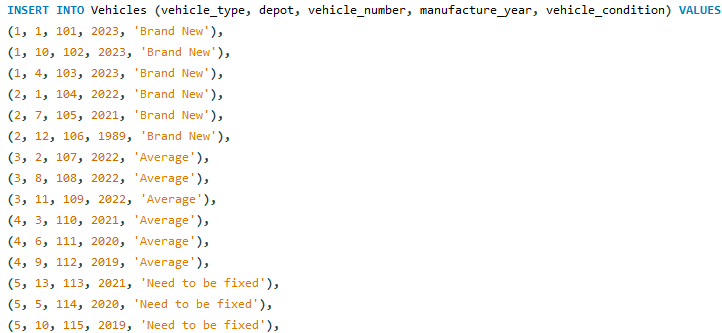 INSERT INTO Vehicles (vehicle_type, depot, vehicle_number, manufacture_year, vehicle_condition) VALUES
(1, 1, 101, 2023, 'Brand New'),
(1, 10, 102, 2023, 'Brand New'),
(1, 4, 103, 2023, 'Brand New'),
(2, 1, 104, 2022, 'Brand New'),
(2, 7, 105, 2021, 'Brand New'),
(2, 12, 106, 1989, 'Brand New'),
(3, 2, 107, 2022, 'Average'),
(3, 8, 108, 2022, 'Average'),
(3, 11, 109, 2022, 'Average'),
(4, 3, 110, 2021, 'Average'),
(4, 6, 111, 2020, 'Average'),
(4, 9, 112, 2019, 'Average'),
(5, 13, 113, 2021, 'Need to be fixed'),
(5, 5, 114, 2020, 'Need to be fixed'),
(5, 10, 115, 2019, 'Need to be fixed'),